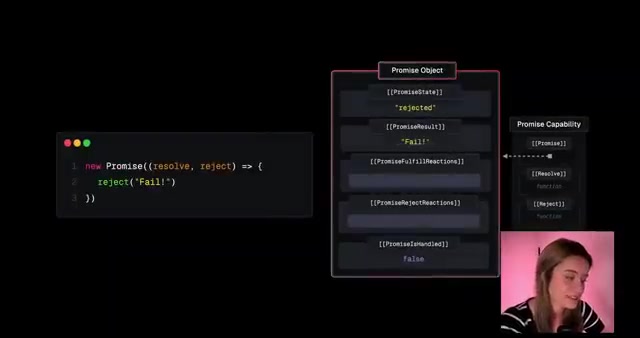 1 new Promise((resolve, reject) => {
2 reject("Fail!")
3 })
Promise Object
[[PromiseState]]
"rejected"
[[PromiseResult]]
"Fail!"
[[PromiseFulfillReactions]]
[[PromiseRejectReactions]]
[[PromiseIsHandled]]
false
Promise Capability
[[Promise]]
[[Resolve]]
function
[[Reject]]
function